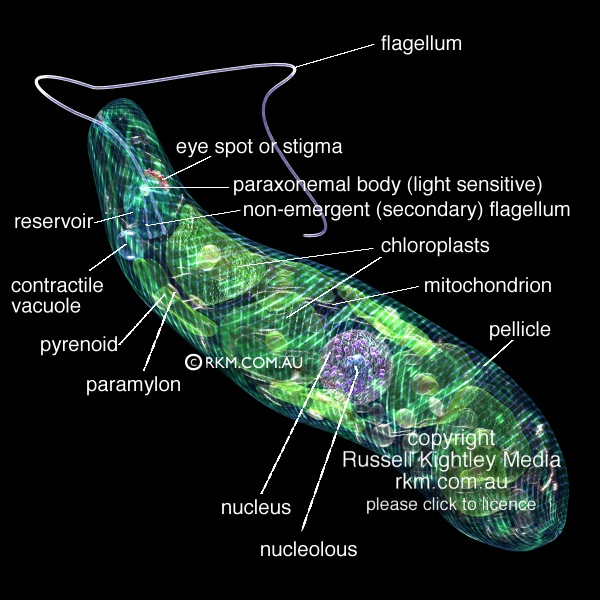 flagellum
eye spot or stigma
paraxonemal body (light sensitive)
non-emergent (secondary) flagellum
reservoir
chloroplasts
contractile
vacuole
mitochondrion
pellicle
pyrenoid
© RKM.COM.AU
paramylon
copyright
Russell Kightley Media
rkm.com.au
please click to licence
nucleus
nucleolous